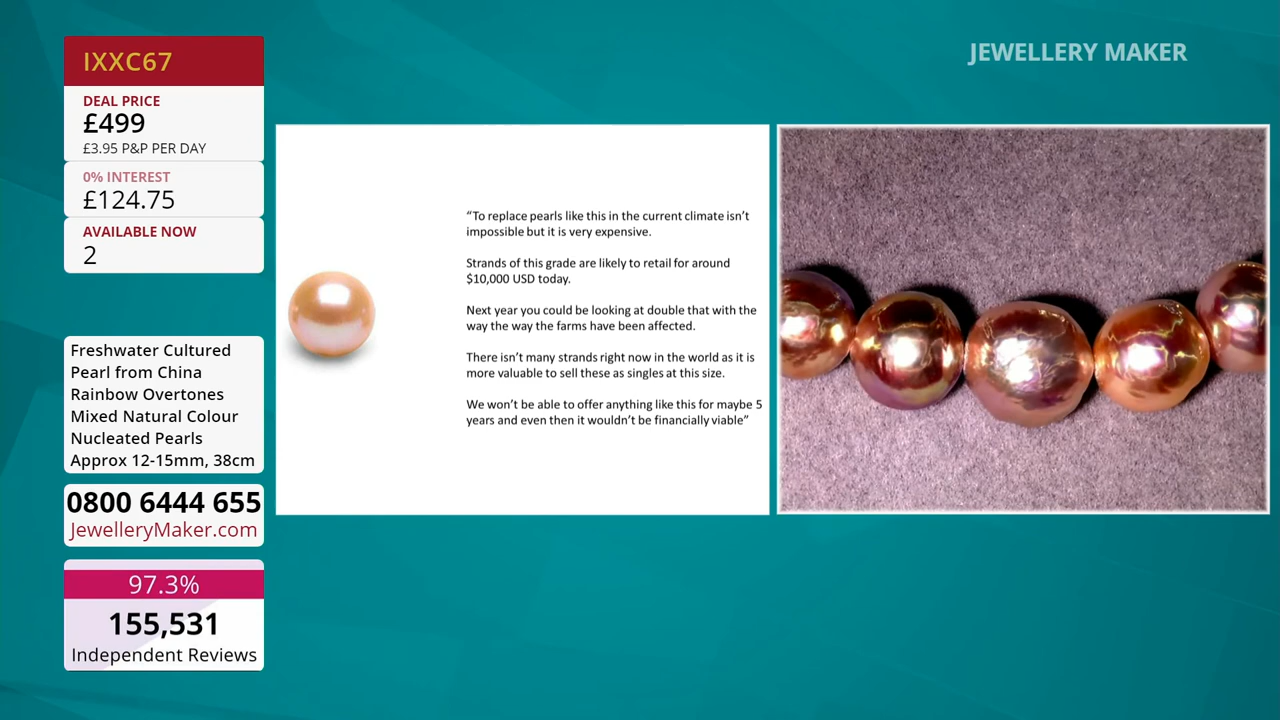 IXXC67
DEAL PRICE
£499
£3.95 P&P PER DAY
0% INTEREST
£124.75
AVAILABLE NOW
2
Freshwater Cultured
Pearl from China
Rainbow Overtones
Mixed Natural Colour
Nucleated Pearls
Approx 12-15mm, 38cm
0800 6444 655
JewelleryMaker.com
97.3%
155,531
Independent Reviews
“To replace pearls like this in the current climate isn’t
impossible but it is very expensive.
Strands of this grade are likely to retail for around
$10,000 USD today.
Next year you could be looking at double that with the
way the way the farms have been affected.
There isn’t many strands right now in the world as it is
more valuable to sell these as singles at this size.
We won’t be able to offer anything like this for maybe 5
years and even then it wouldn’t be financially viable”
JEWELLERY MAKER